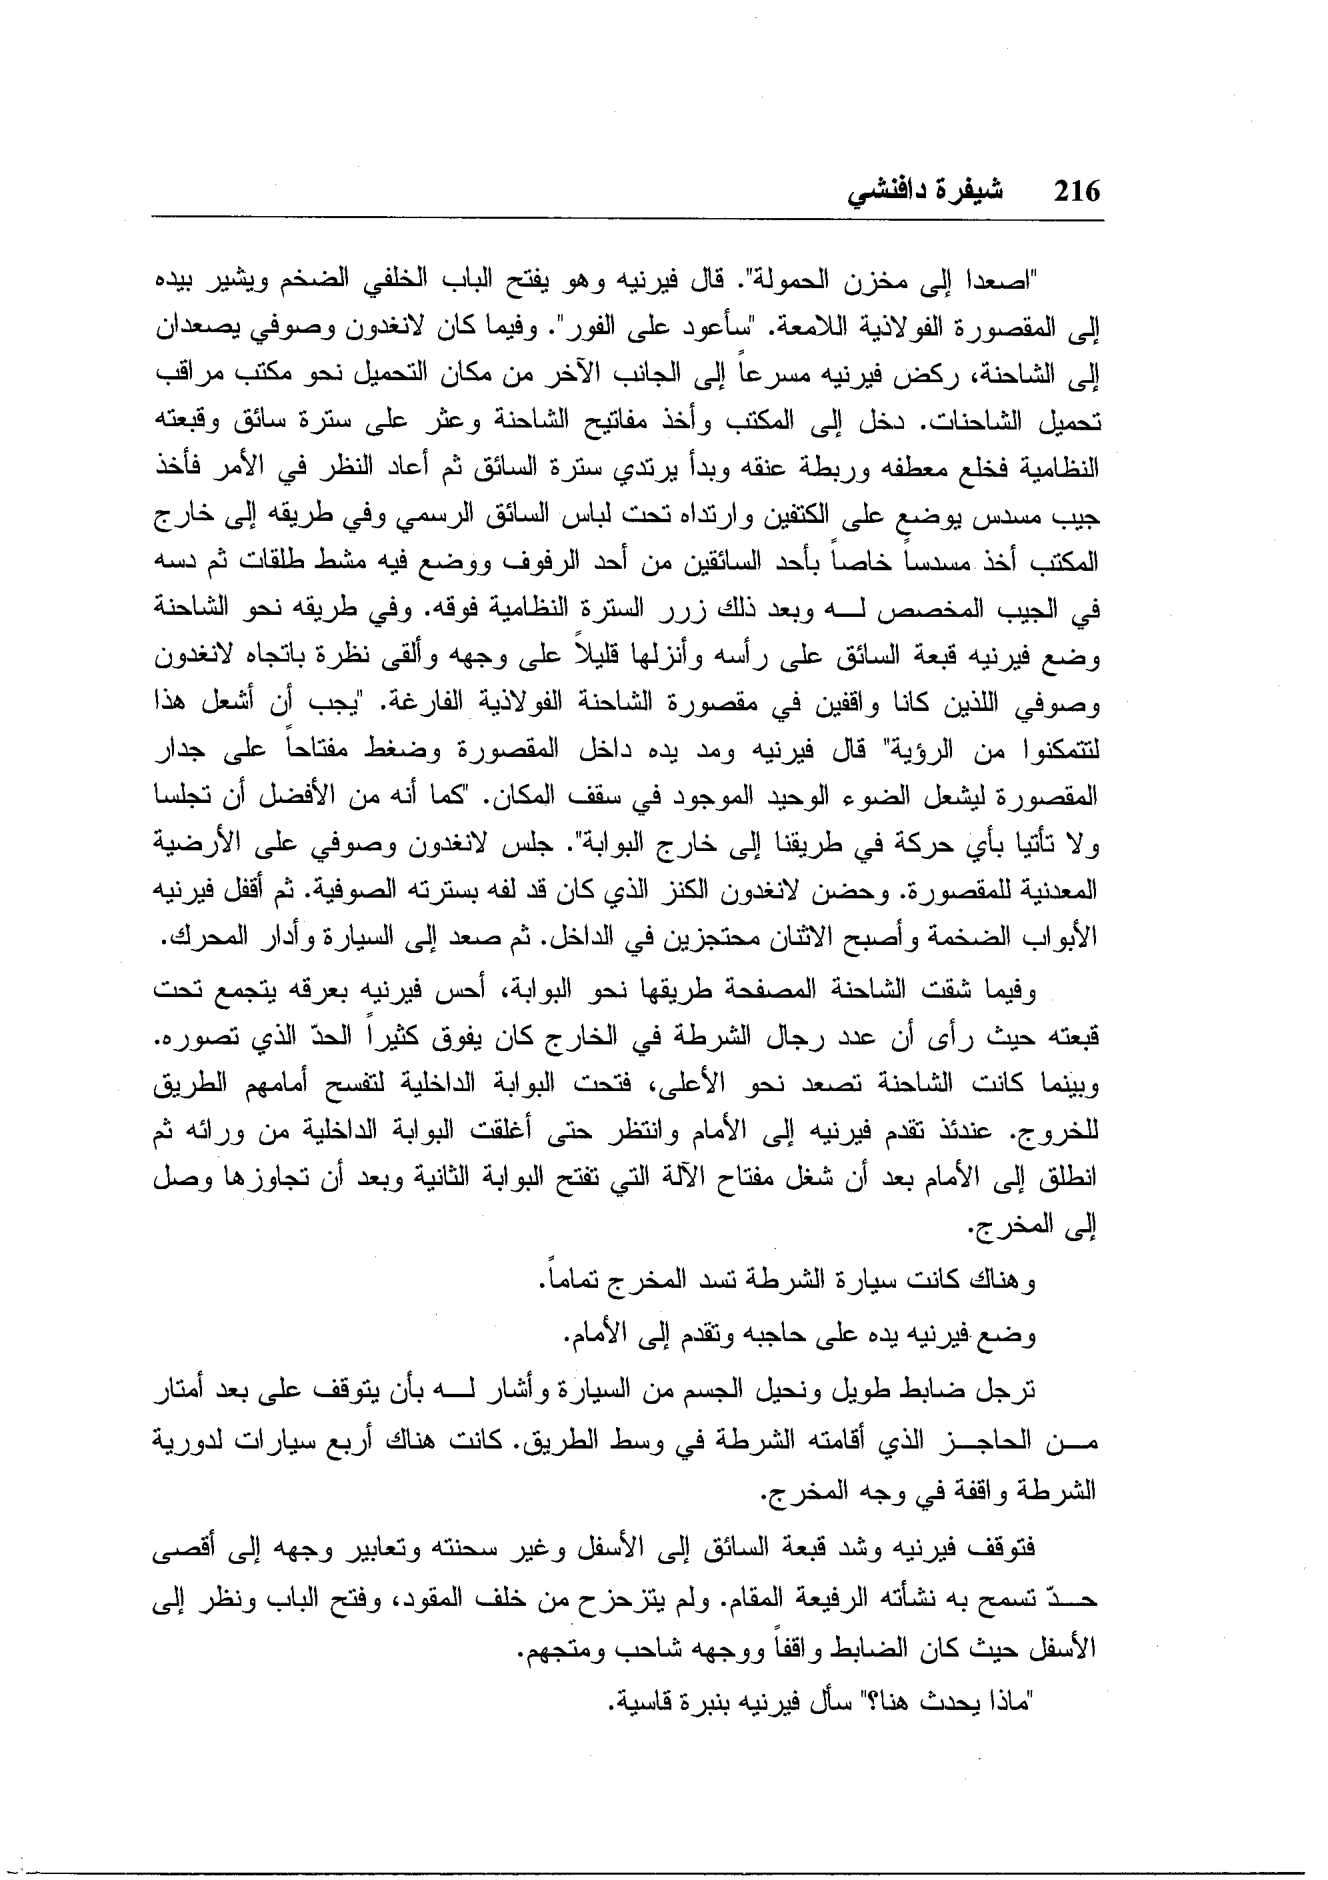 216 شيفرة دافنشي
"اصعدا إلى مخزن الحمولة". قال فيرنيه وهو يفتح الباب الخلفي الضخم ويشير بيده
إلى المقصورة الفولاذية اللامعة. "سأعود على الفور". وفيما كان لانغدون وصوفي يصعدان
إلى الشاحنة، ركض فيرنيه مسرعاً إلى الجانب الآخر من مكان التحميل نحو مكتب مراقب
تحميل الشاحنات. دخل إلى المكتب وأخذ مفاتيح الشاحنة وعثر على سترة سائق وقبعته
النظامية فخلع معطفه وربطة عنقه وبدأ يرتدي سترة السائق ثم أعاد النظر في الأمر فأخذ
جيب مسدس يوضع على الكتفين وارتداه تحت لباس السائق الرسمي وفي طريقه إلى خارج
المكتب أخذ مسدساً خاصاً بأحد السائقين من أحد الرفوف ووضع فيه مشط طلقات ثم دسه
في الجيب المخصص لـه وبعد ذلك زرر السترة النظامية فوقه. وفي طريقه نحو الشاحنة
وضع فيرنيه قبعة السائق على رأسه وأنزلها قليلاً على وجهه وألقى نظرة باتجاه لانغدون
وصوفي اللذين كانا واقفين في مقصورة الشاحنة الفولاذية الفارغة. "يجب أن أشعل هذا
لتتمكنوا من الرؤية" قال فيرنيه ومد يده داخل المقصورة وضغط مفتاحاً على جدار
المقصورة ليشعل الضوء الوحيد الموجود في سقف المكان. "كما أنه من الأفضل أن تجلسا
ولا تأتيا بأي حركة في طريقنا إلى خارج البوابة". جلس لانغدون وصوفي على الأرضية
المعدنية للمقصورة. وحضن لانغدون الكنز الذي كان قد لفه بسترته الصوفية. ثم أقفل فيرنيه
الأبواب الضخمة وأصبح الاثنان محتجزين في الداخل. ثم صعد إلى السيارة وأدار المحرك.
وفيما شقت الشاحنة المصفحة طريقها نحو البوابة، أحس فيرنيه بعرقه يتجمع تحت
قبعته حيث رأى أن عدد رجال الشرطة في الخارج كان يفوق كثيراً الحدّ الذي تصوره.
وبينما كانت الشاحنة تصعد نحو الأعلى، فتحت البوابة الداخلية لتفسح أمامهم الطريق
للخروج. عندئذ تقدم فيرنيه إلى الأمام وانتظر حتى أغلقت البوابة الداخلية من ورائه ثم
انطلق إلى الأمام بعد أن شغل مفتاح الآلة التي تفتح البوابة الثانية وبعد أن تجاوزها وصل
إلى المخرج.
وهناك كانت سيارة الشرطة تسد المخرج تماماً.
وضع فيرنيه يده على حاجبه وتقدم إلى الأمام.
ترجل ضابط طويل ونحيل الجسم من السيارة وأشار لـه بأن يتوقف على بعد أمتار
مـن الحاجـز الذي أقامته الشرطة في وسط الطريق. كانت هناك أربع سيارات لدورية
الشرطة واقفة في وجه المخرج.
فتوقف فيرنيه وشد قبعة السائق إلى الأسفل وغير سحنته وتعابير وجهه إلى أقصى
حـدّ تسمح به نشأته الرفيعة المقام. ولم يتزحزح من خلف المقود، وفتح الباب ونظر إلى
الأسفل حيث كان الضابط واقفاً ووجهه شاحب ومتجهم.
"ماذا يحدث هنا؟" سأل فيرنيه بنبرة قاسية.